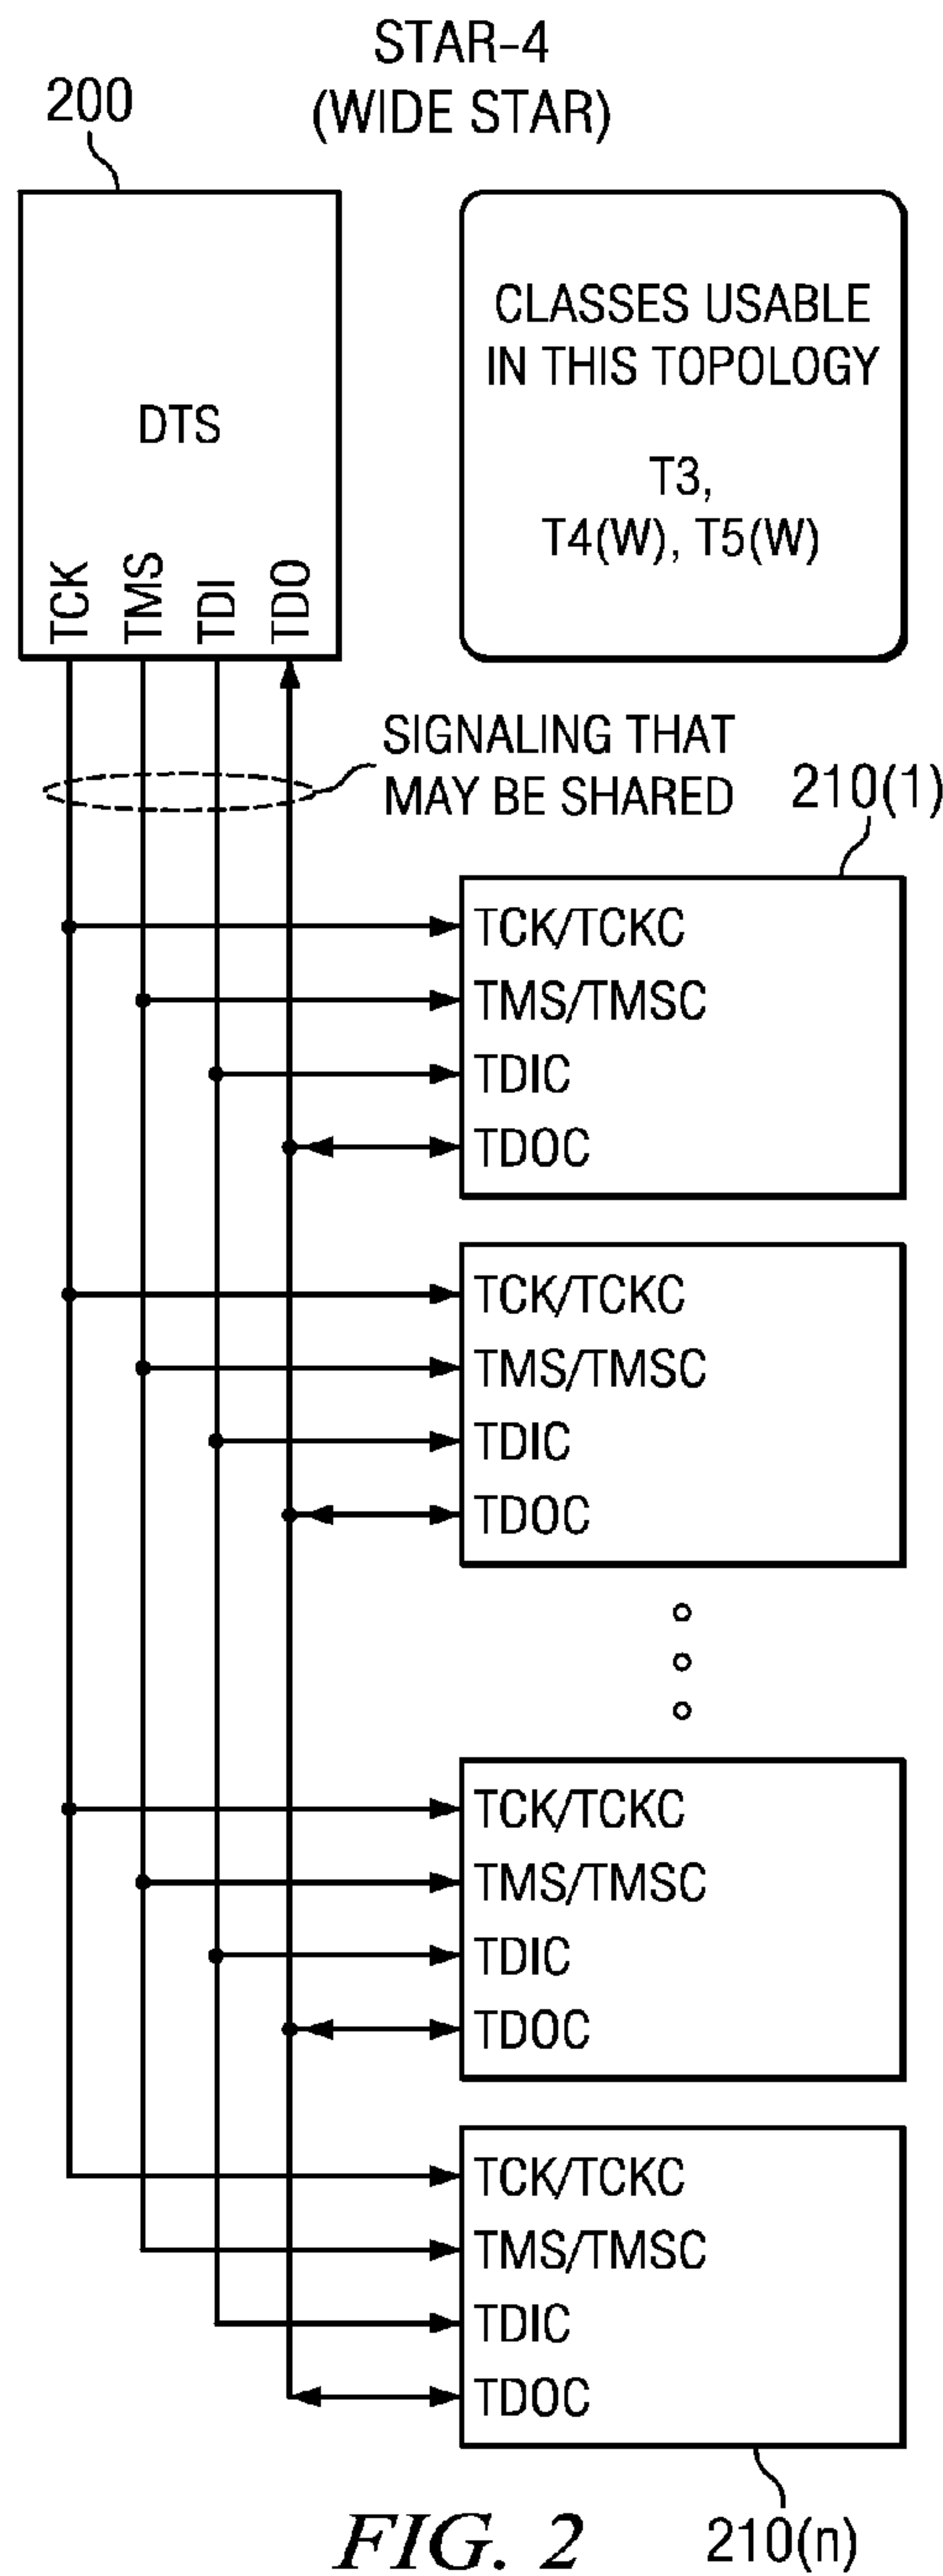 STAR-4
(WIDE STAR)
200
CLASSES USABLE
IN THIS TOPOLOGY
T3,
T4(W), T5(W)
DTS
TCK
TMS
TDI
TDO
SIGNALING THAT
MAY BE SHARED
210(1)
TCK/TCKC
TMS/TMSC
TDIC
TDOC
TCK/TCKC
TMS/TMSC
TDIC
TDOC
TCK/TCKC
TMS/TMSC
TDIC
TDOC
TCK/TCKC
TMS/TMSC
TDIC
TDOC
210(n)
FIG. 2